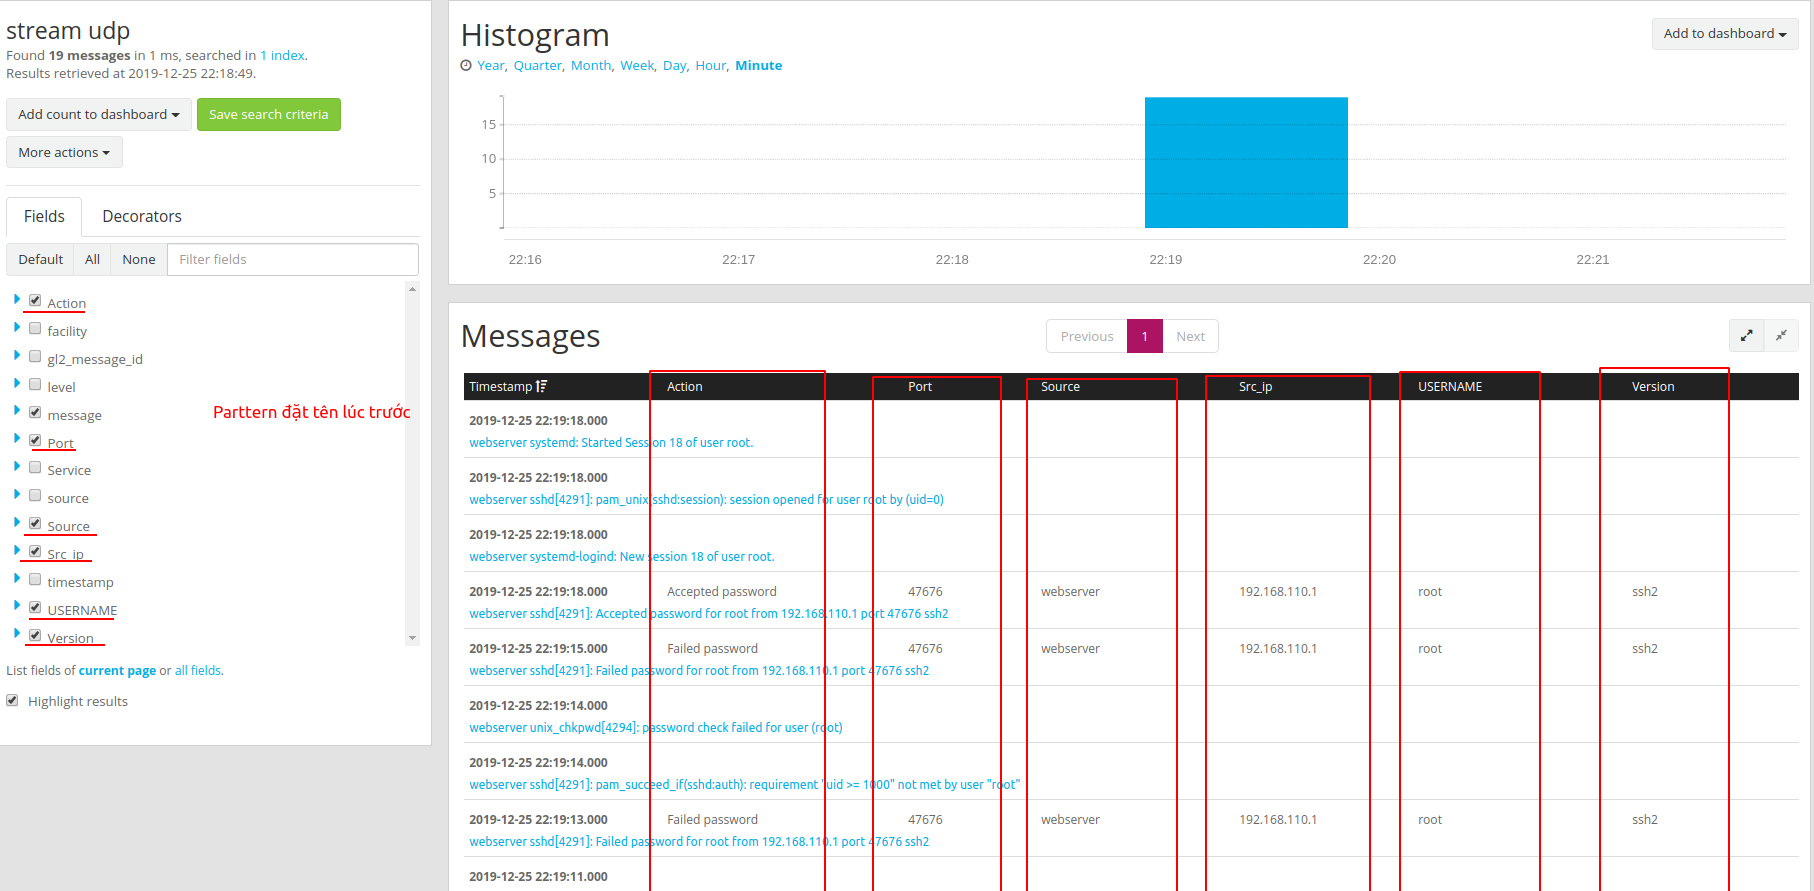 stream udp
Found 19 messages in 1 ms, searched in 1 index.
Results retrieved at 2019-12-25 22:18:49.
Add count to dashboard
Save search criteria
More actions
Fields
Decorators
Default
All
None
Filter fields
Action
facility
gl2_message_id
level
message
Parttern đặt tên lúc trước
Port
Service
source
Source
Src_ip
timestamp
USERNAME
Version
List fields of current page or all fields.
Highlight results
Histogram
Add to dashboard
Year, Quarter, Month, Week, Day, Hour, Minute
15
10
5
22:16 22:17 22:18 22:19 22:20 22:21
Messages
Previous 1 Next
Timestamp Action Port Source Src_ip USERNAME Version
2019-12-25 22:19:18.000
webserver systemd: Started Session 18 of user root.
2019-12-25 22:19:18.000
webserver sshd[4291]: pam_unix(sshd:session): session opened for user root by (uid=0)
2019-12-25 22:19:18.000
webserver systemd-logind: New session 18 of user root.
2019-12-25 22:19:18.000 Accepted password 47676 webserver 192.168.110.1 root ssh2
webserver sshd[4291]: Accepted password for root from 192.168.110.1 port 47676 ssh2
2019-12-25 22:19:15.000 Failed password 47676 webserver 192.168.110.1 root ssh2
webserver sshd[4291]: Failed password for root from 192.168.110.1 port 47676 ssh2
2019-12-25 22:19:14.000
webserver unix_chkpwd[4294]: password check failed for user (root)
2019-12-25 22:19:14.000
webserver sshd[4291]: pam_succeed_if(sshd:auth): requirement "uid >= 1000" not met by user "root"
2019-12-25 22:19:13.000 Failed password 47676 webserver 192.168.110.1 root ssh2
webserver sshd[4291]: Failed password for root from 192.168.110.1 port 47676 ssh2
2019-12-25 22:19:11.000